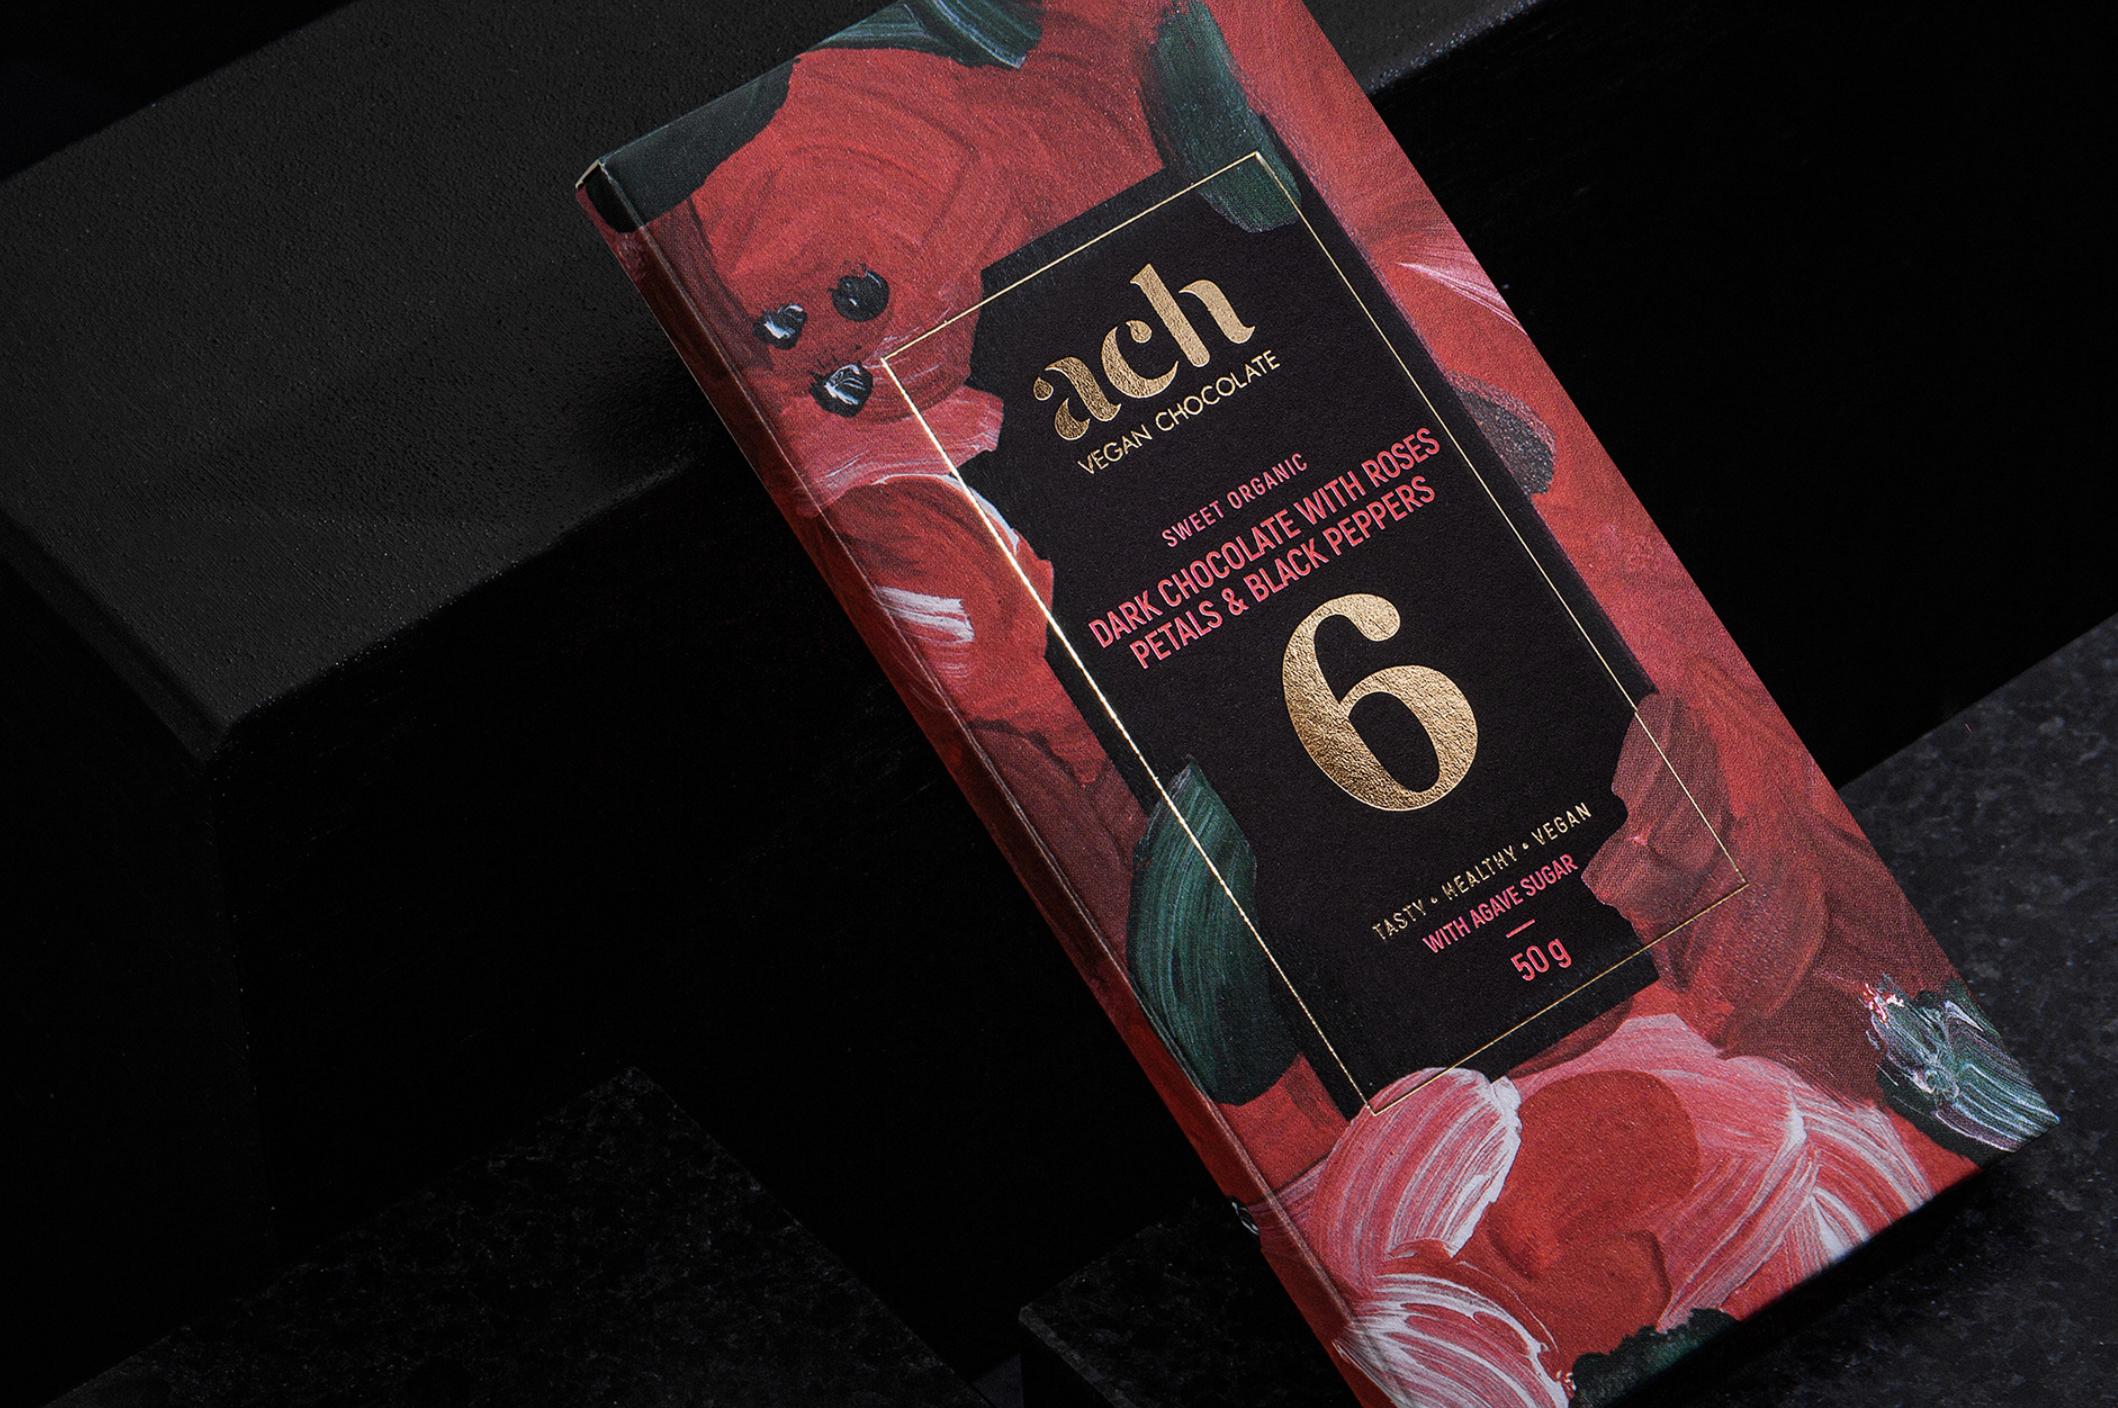 ach
VEGAN CHOCOLATE
SWEET ORGANIC
DARK CHOCOLATE WITH ROSES
PETALS & BLACK PEPPERS
6
TASTY • HEALTHY • VEGAN
WITH AGAVE SUGAR
50 g